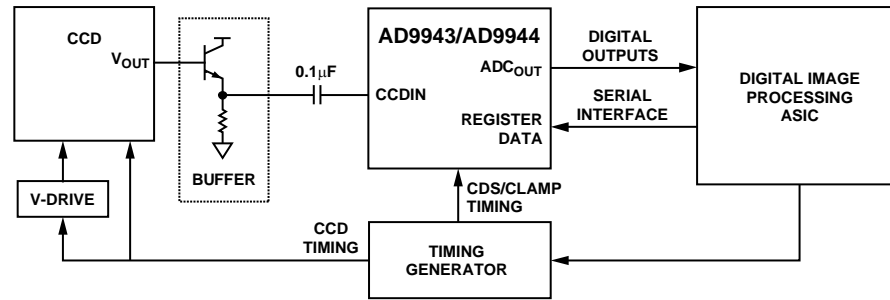 CCD
V_OUT
BUFFER
0.1µF
AD9943/AD9944
ADC_OUT
CCDIN
REGISTER
DATA
DIGITAL
OUTPUTS
SERIAL
INTERFACE
DIGITAL IMAGE
PROCESSING
ASIC
V-DRIVE
CCD
TIMING
CDS/CLAMP
TIMING
TIMING
GENERATOR